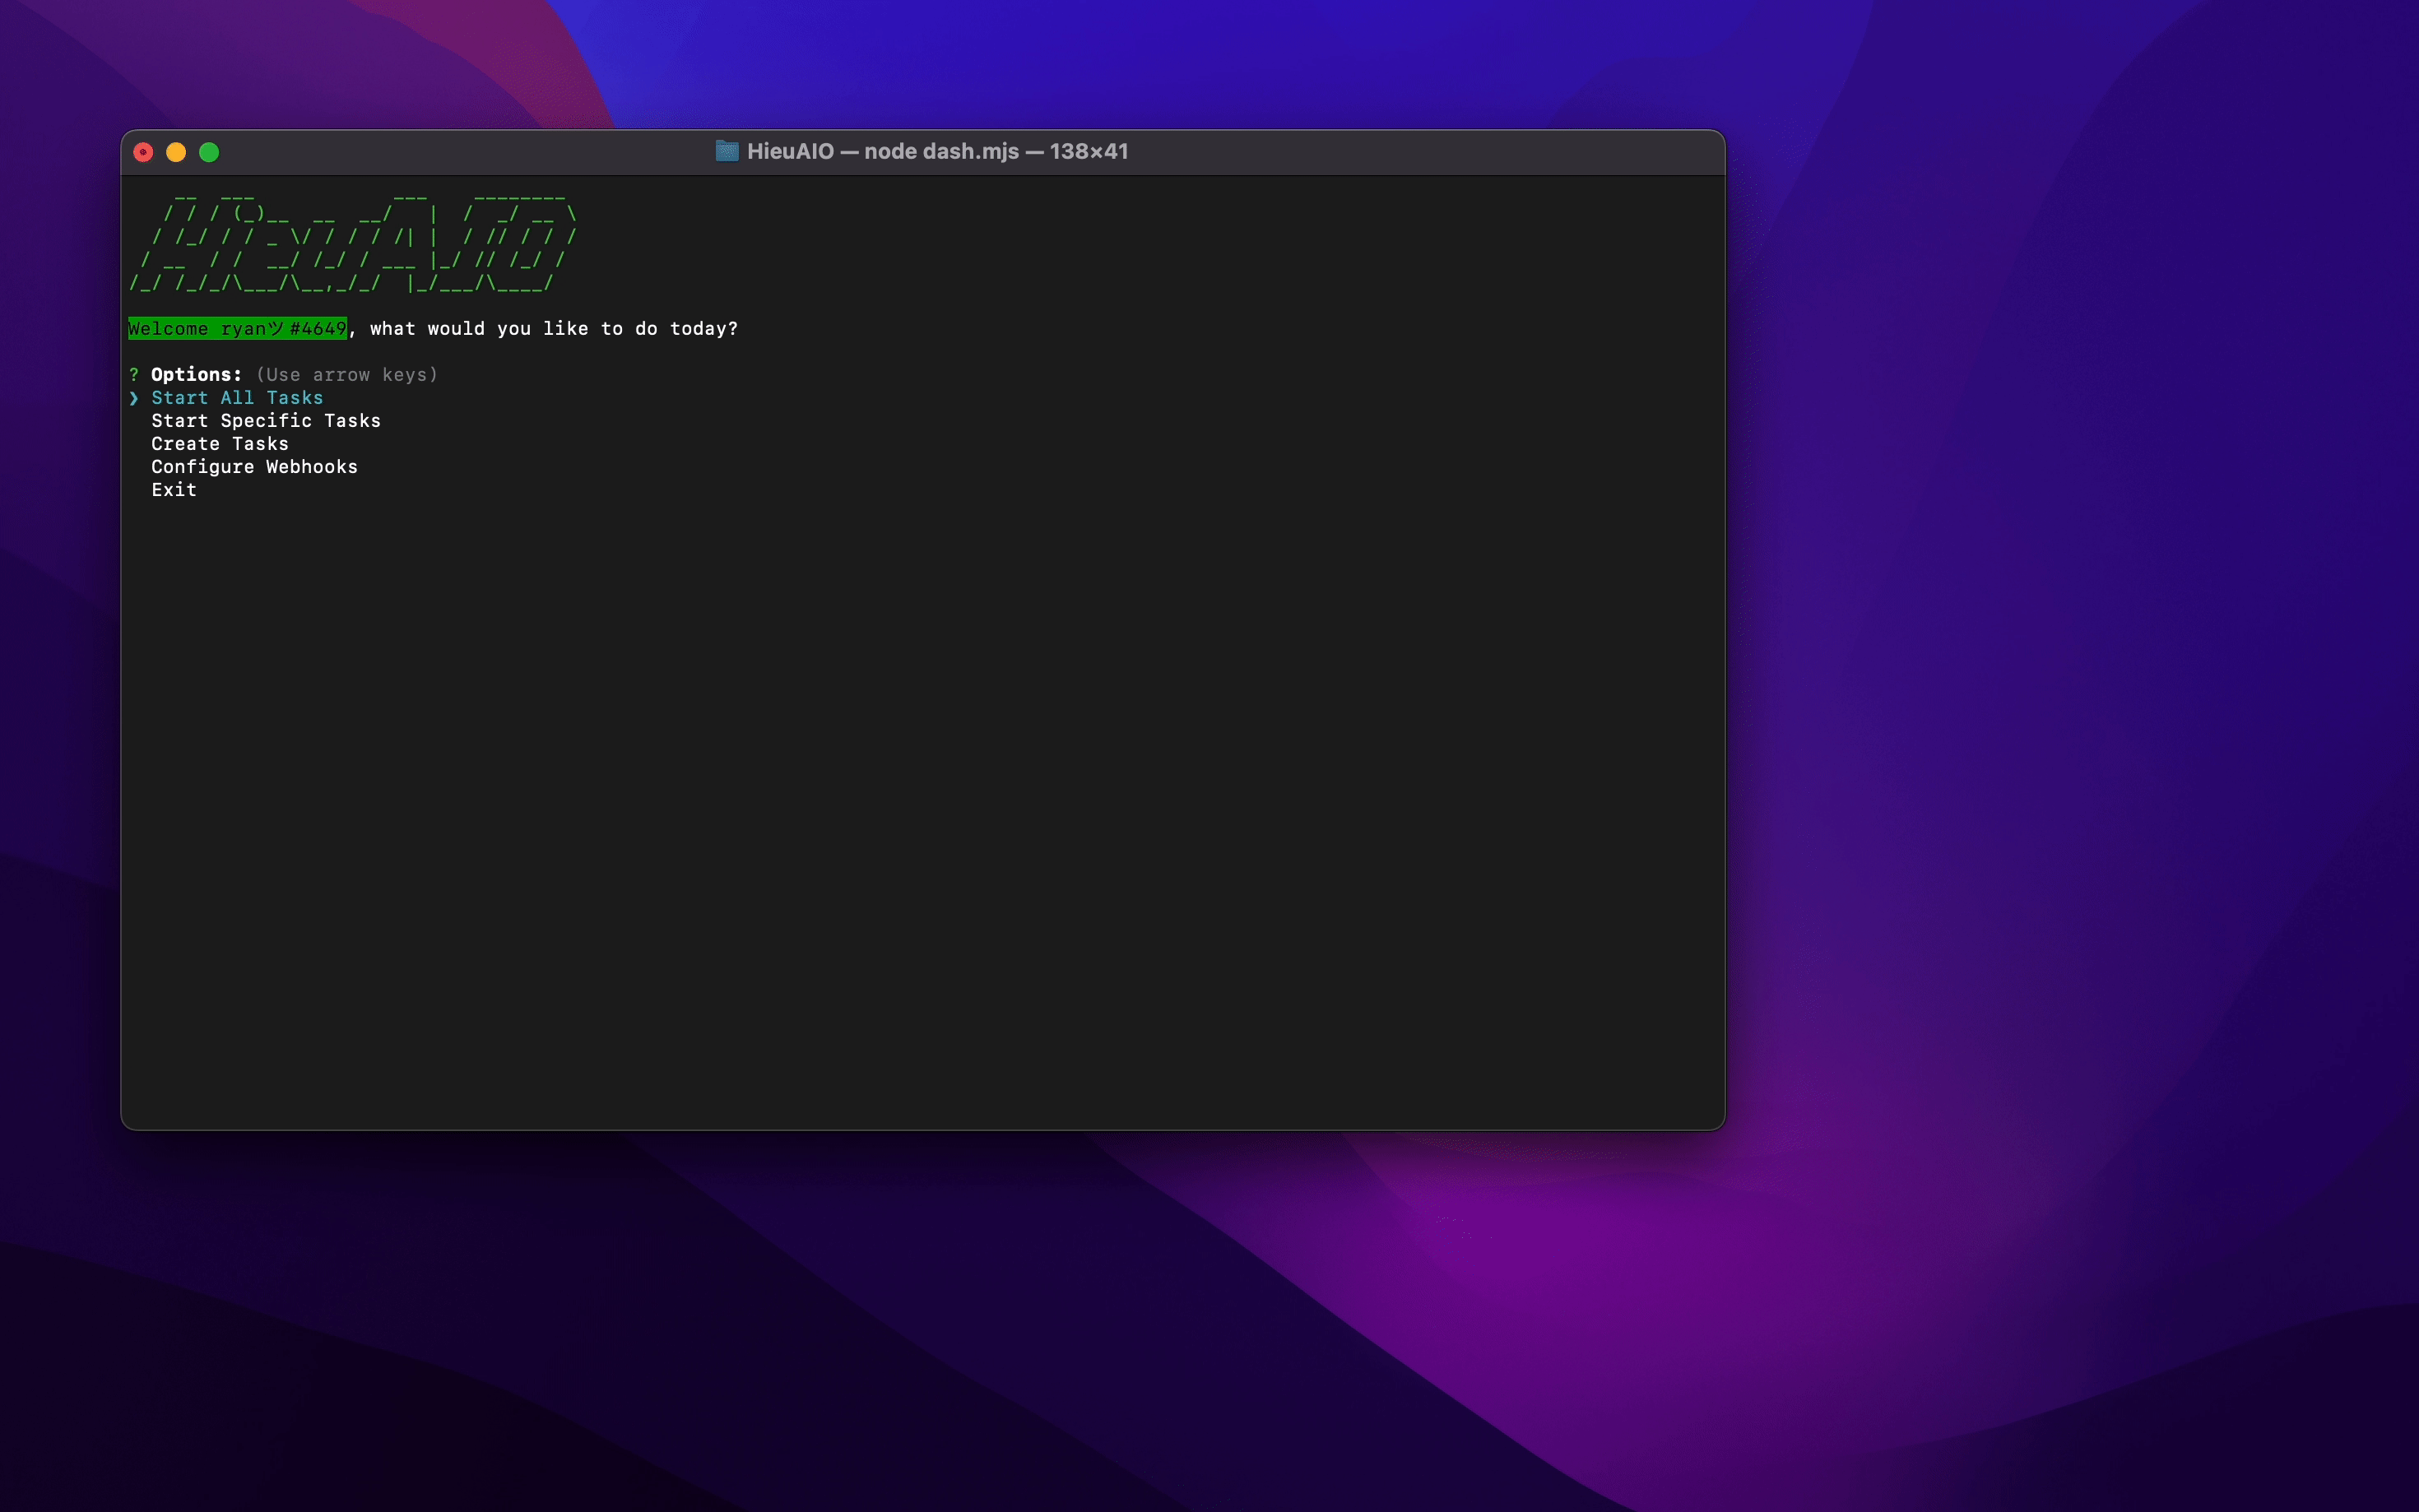 HieuAIO — node dash.mjs — 138×41
HieuAIO
Welcome ryanツ#4649, what would you like to do today?
? Options: (Use arrow keys)
❯ Start All Tasks
Start Specific Tasks
Create Tasks
Configure Webhooks
Exit